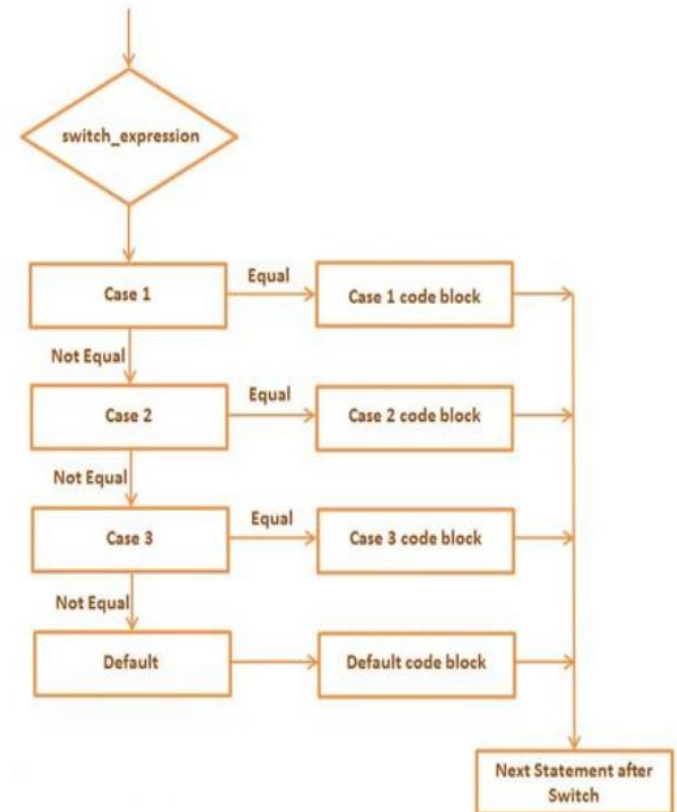 switch_expression
Case 1
Equal
Case 1 code block
Not Equal
Case 2
Equal
Case 2 code block
Not Equal
Case 3
Equal
Case 3 code block
Not Equal
Default
Default code block
Next Statement after
Switch